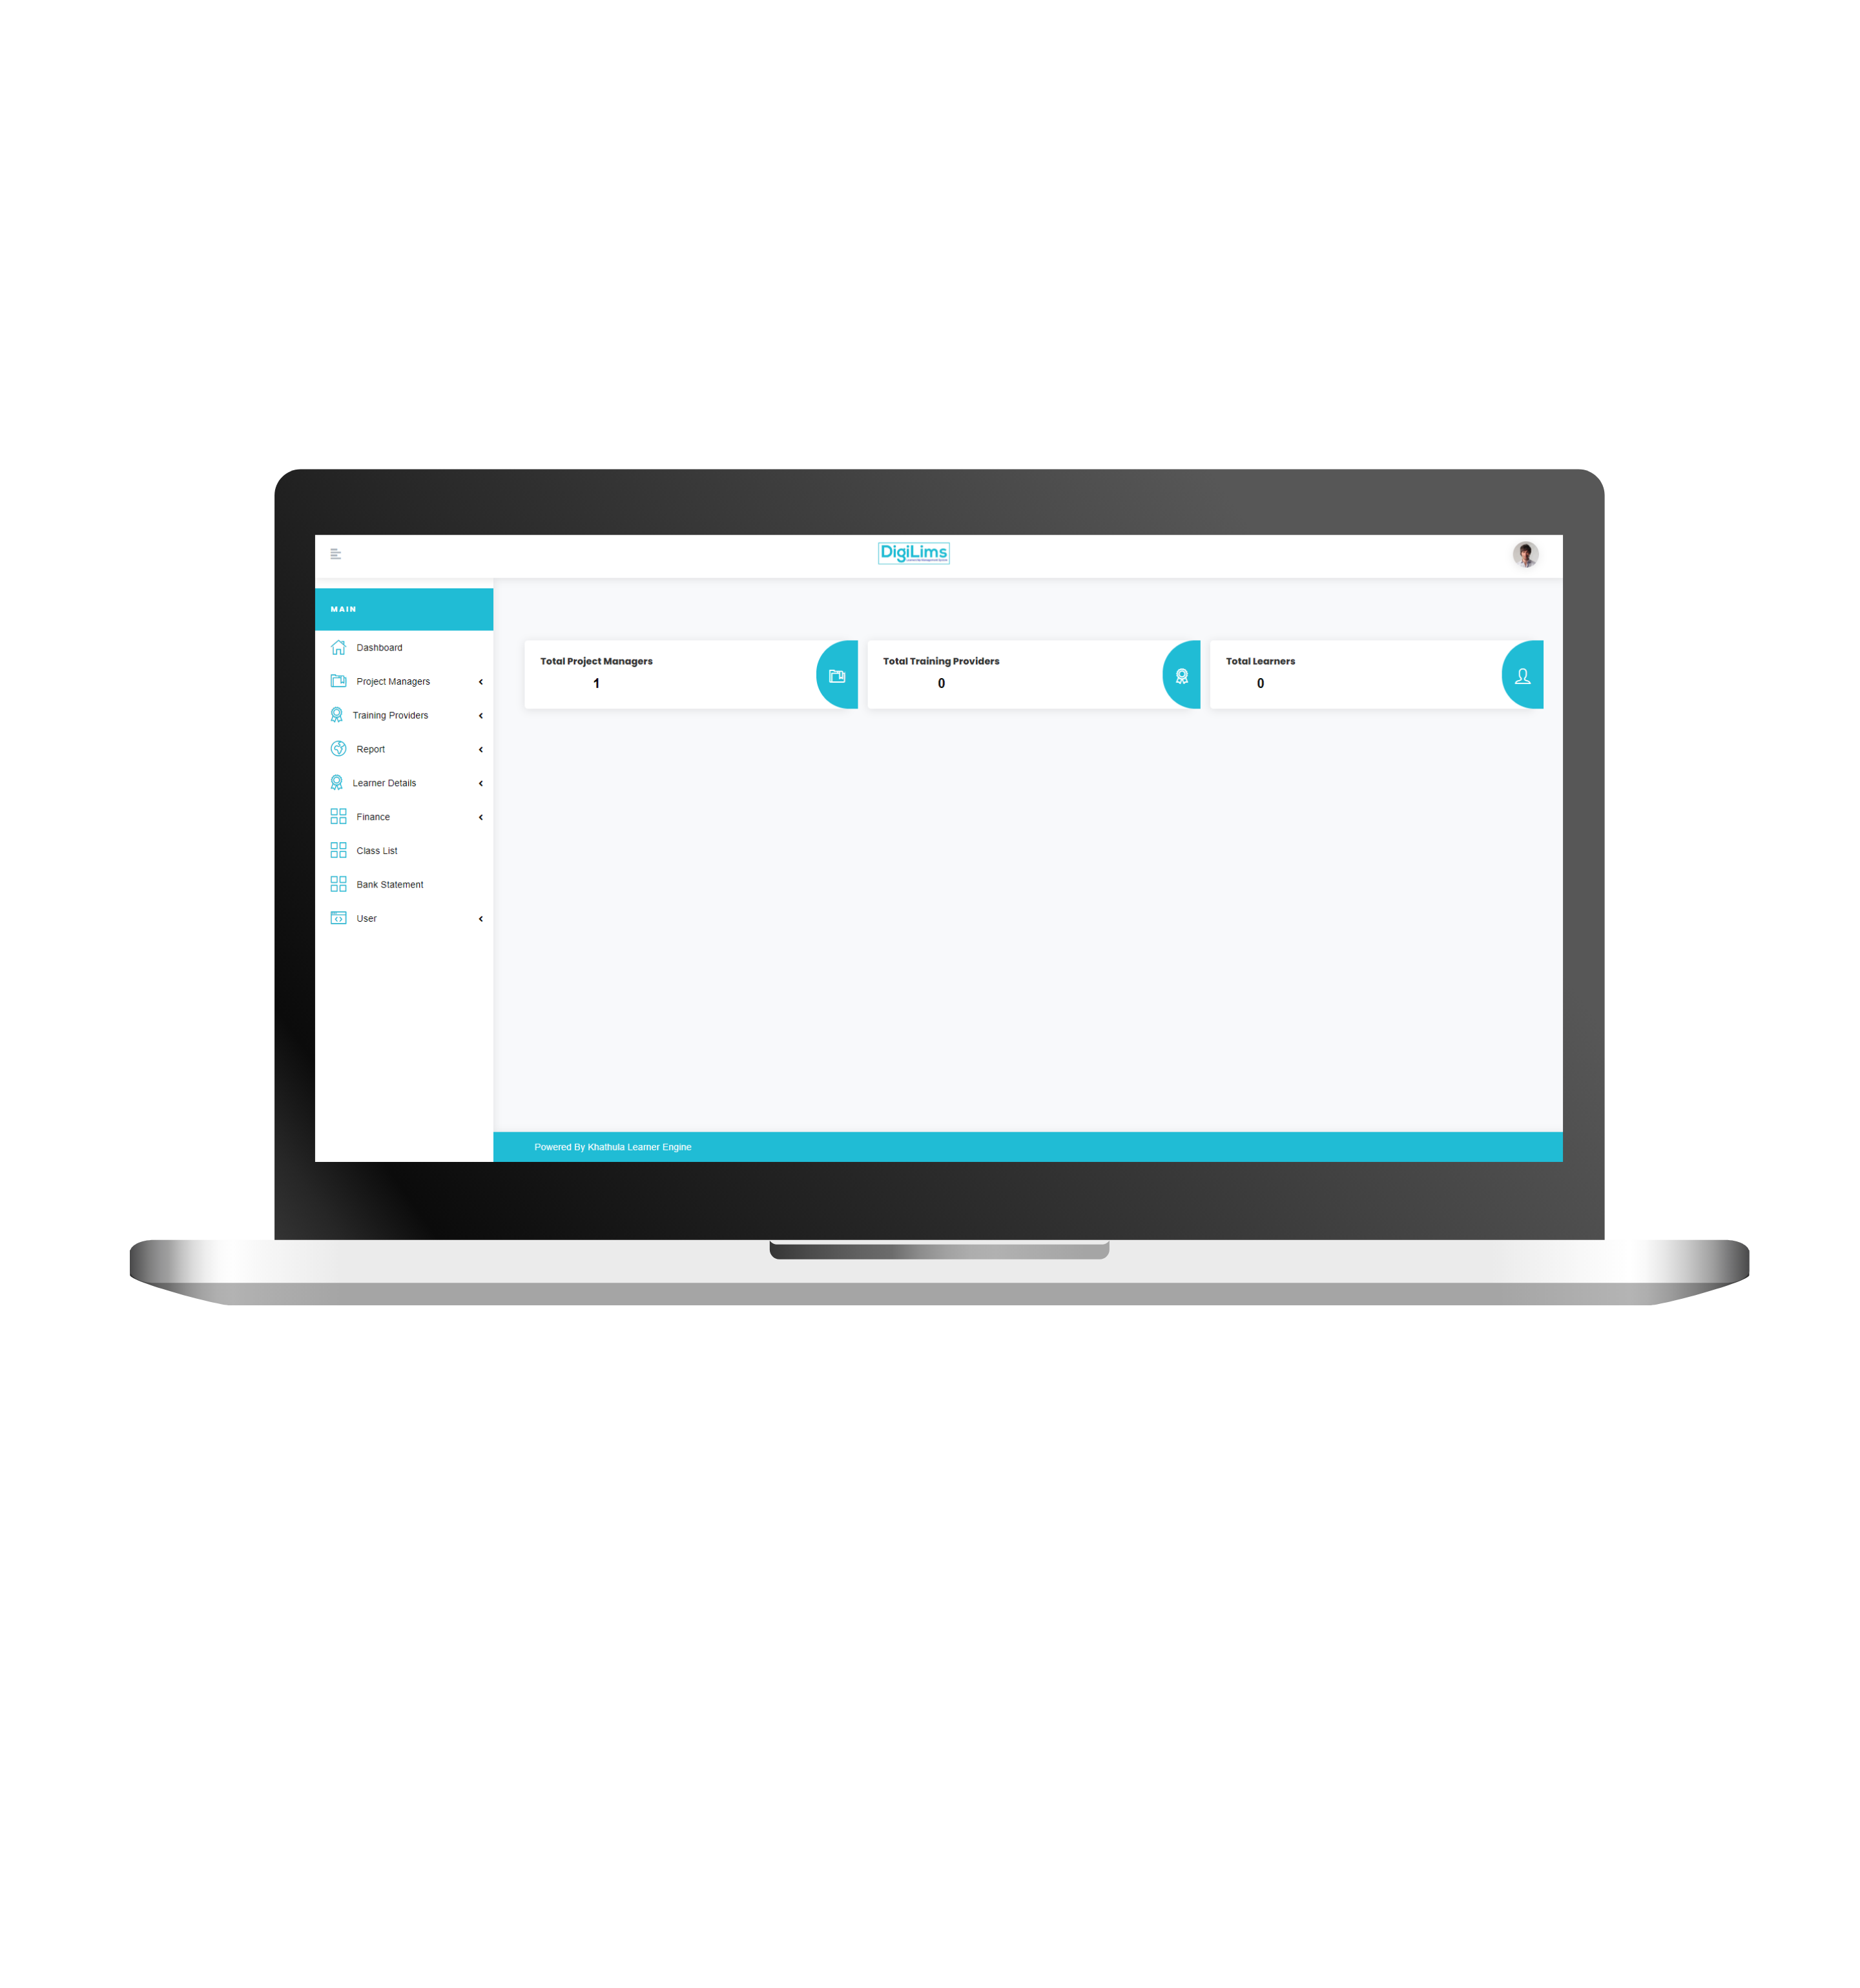 DigiLims
MAIN
Dashboard
Project Managers
Training Providers
Report
Learner Details
Finance
Class List
Bank Statement
User
Total Project Managers
1
Total Training Providers
0
Total Learners
0
Powered By Khathula Learner Engine